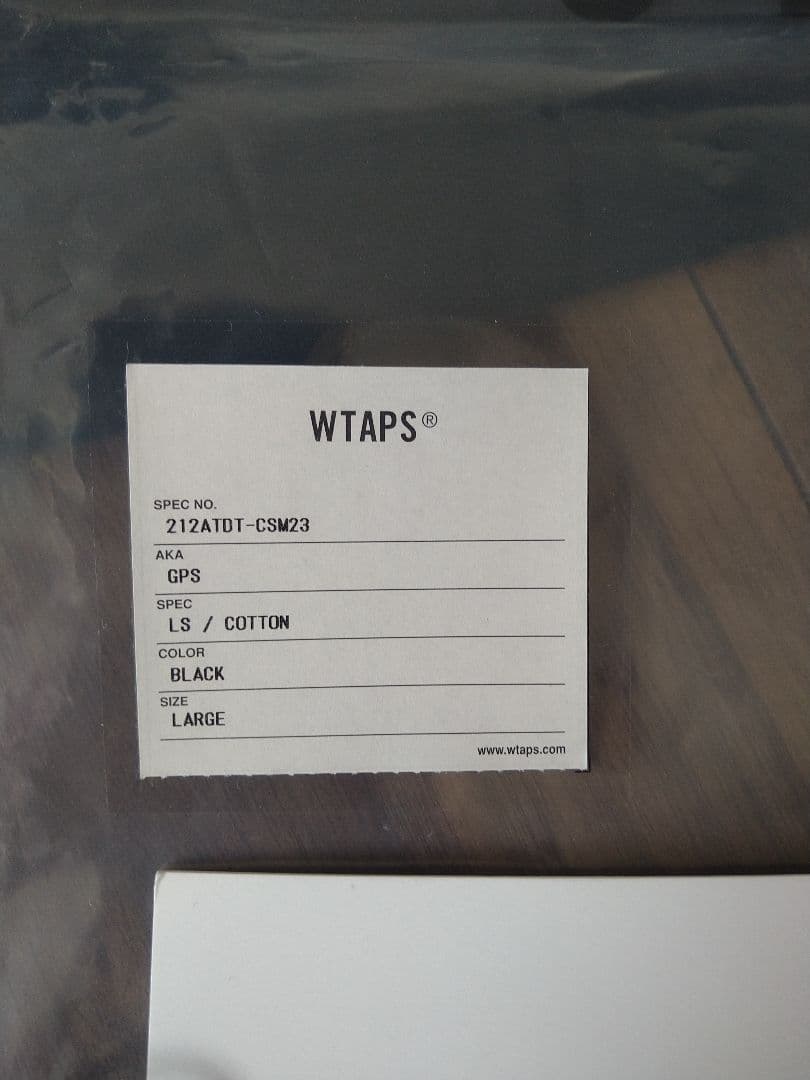 WTAPS®
SPEC NO.
212ATDT-CSM23
AKA
GPS
SPEC
LS / COTTON
COLOR
BLACK
SIZE
LARGE
www.wtaps.com